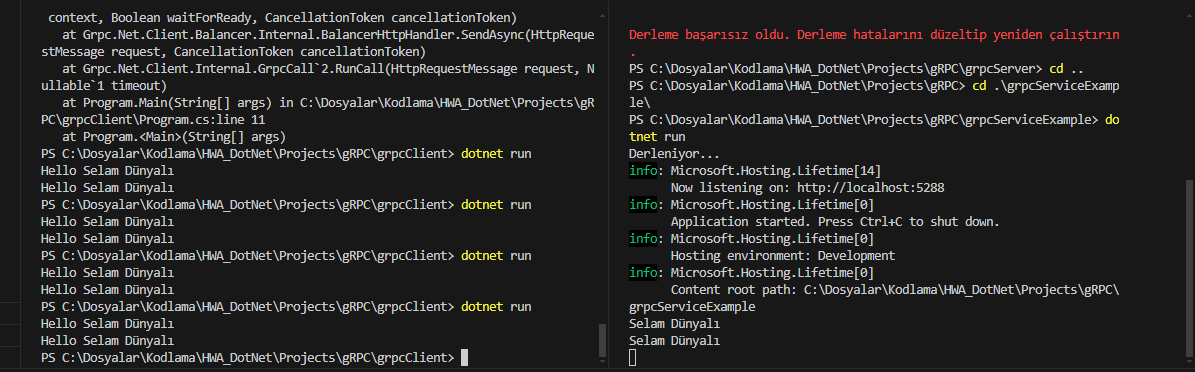 context, Boolean waitForReady, CancellationToken cancellationToken)
at Grpc.Net.Client.Balancer.Internal.BalancerHttpHandler.SendAsync(HttpReque
stMessage request, CancellationToken cancellationToken)
at Grpc.Net.Client.Internal.GrpcCall`2.RunCall(HttpRequestMessage request, N
ullable`1 timeout)
at Program.Main(String[] args) in C:\Dosyalar\Kodlama\HWA_DotNet\Projects\gR
PC\grpcClient\Program.cs:line 11
at Program.<Main>(String[] args)
PS C:\Dosyalar\Kodlama\HWA_DotNet\Projects\gRPC\grpcClient> dotnet run
Hello Selam Dünyalı
Hello Selam Dünyalı
PS C:\Dosyalar\Kodlama\HWA_DotNet\Projects\gRPC\grpcClient> dotnet run
Hello Selam Dünyalı
Hello Selam Dünyalı
PS C:\Dosyalar\Kodlama\HWA_DotNet\Projects\gRPC\grpcClient> dotnet run
Hello Selam Dünyalı
Hello Selam Dünyalı
PS C:\Dosyalar\Kodlama\HWA_DotNet\Projects\gRPC\grpcClient> dotnet run
Hello Selam Dünyalı
Hello Selam Dünyalı
PS C:\Dosyalar\Kodlama\HWA_DotNet\Projects\gRPC\grpcClient>
Derleme başarısız oldu. Derleme hatalarını düzeltip yeniden çalıştırın
.
PS C:\Dosyalar\Kodlama\HWA_DotNet\Projects\gRPC\grpcServer> cd ..
PS C:\Dosyalar\Kodlama\HWA_DotNet\Projects\gRPC> cd .\grpcServiceExamp
le\
PS C:\Dosyalar\Kodlama\HWA_DotNet\Projects\gRPC\grpcServiceExample> do
tnet run
Derleniyor...
info: Microsoft.Hosting.Lifetime[14]
Now listening on: http://localhost:5288
info: Microsoft.Hosting.Lifetime[0]
Application started. Press Ctrl+C to shut down.
info: Microsoft.Hosting.Lifetime[0]
Hosting environment: Development
info: Microsoft.Hosting.Lifetime[0]
Content root path: C:\Dosyalar\Kodlama\HWA_DotNet\Projects\gRPC\
grpcServiceExample
Selam Dünyalı
Selam Dünyalı